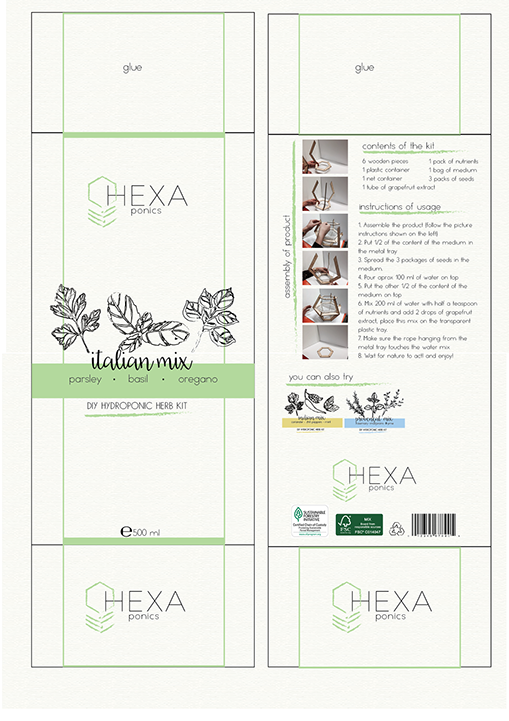 glue
HEXA
ponics
italian mix
parsley • basil • oregano
DIY HYDROPONIC HERB KIT
℮500 ml
HEXA
ponics
glue
assembly of product
contents of the kit
6 wooden pieces
1 plastic container
1 net container
1 tube of grapefruit extract
1 pack of nutrients
1 bag of medium
3 packs of seeds
instructions of usage
1. Assemble the product (follow the picture
instructions shown on the left)
2. Put 1/2 of the content of the medium in
the metal tray
3. Spread the 3 packages of seeds in the
medium.
4. Pour aprox 100 ml of water on top
5. Put the other 1/2 of the content of the
medium on top
6. Mix 200 ml of water with half a teaspoon
of nutrients and add 2 drops of grapefruit
extract, place this mix on the transparent
plastic tray
7. Make sure the rope hanging from the
metal tray touches the water mix.
8. Wait for nature to act! and enjoy!
you can also try
HEXA
ponics
SUSTAINABLE
FORESTRY
INITIATIVE
FSC
MIX
HEXA
ponics